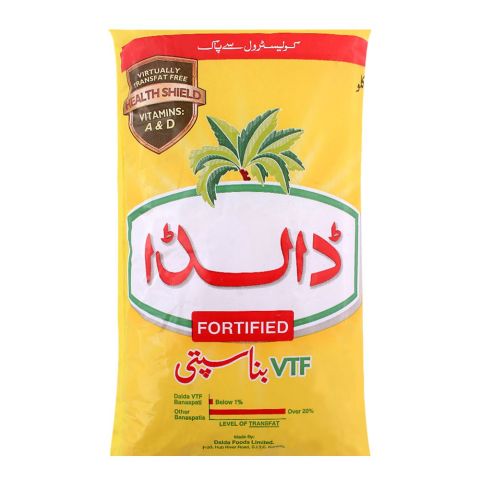 کولیسٹرول سے پاک
کلو
VIRTUALLY
TRANSFAT FREE
HEALTH SHIELD
VITAMINS:
A & D
ڈالڈا
FORTIFIED
VTF بناسپتی
Dalda VTF
Banaspati
Below 1%
Other
Banaspatis
Over 20%
LEVEL OF TRANSFAT
Made By:
Dalda Foods Limited.